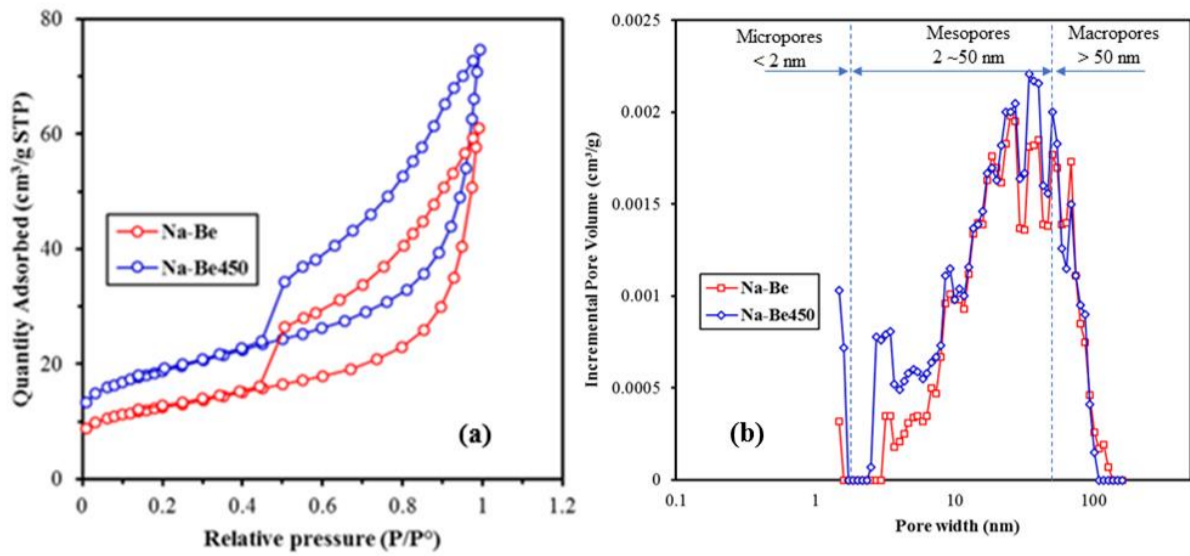 80
60
40
20
0
Quantity Adsorbed (cm³/g STP)
Na-Be
Na-Be450
(a)
0 0.2 0.4 0.6 0.8 1 1.2
Relative pressure (P/P°)
0.0025
0.002
0.0015
0.001
0.0005
0
Incremental Pore Volume (cm³/g)
Micropores Mesopores Macropores
< 2 nm 2 ~50 nm > 50 nm
Na-Be
Na-Be450
(b)
0.1 1 10 100
Pore width (nm)